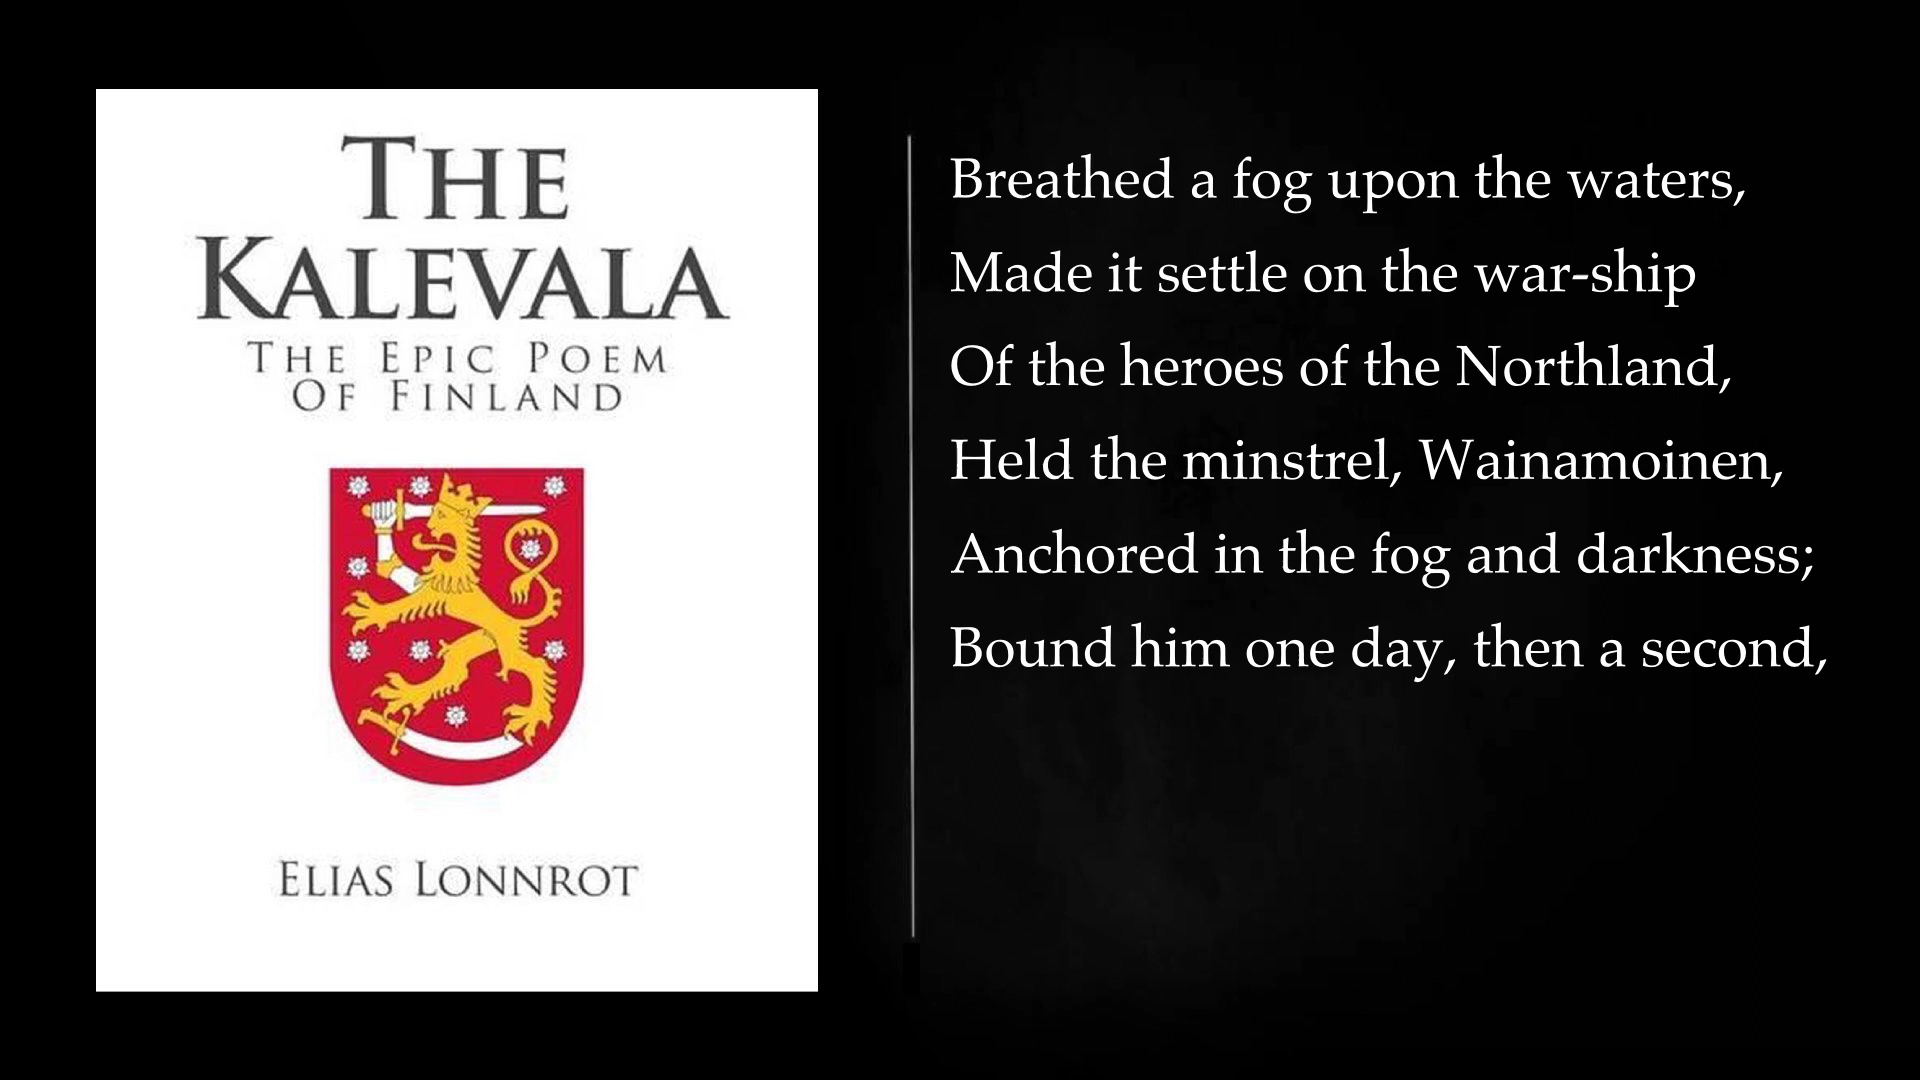 THE
KALEVALA
THE EPIC POEM
OF FINLAND
ELIAS LONNROT
Breathed a fog upon the waters,
Made it settle on the war-ship
Of the heroes of the Northland,
Held the minstrel, Wainamoinen,
Anchored in the fog and darkness;
Bound him one day, then a second,